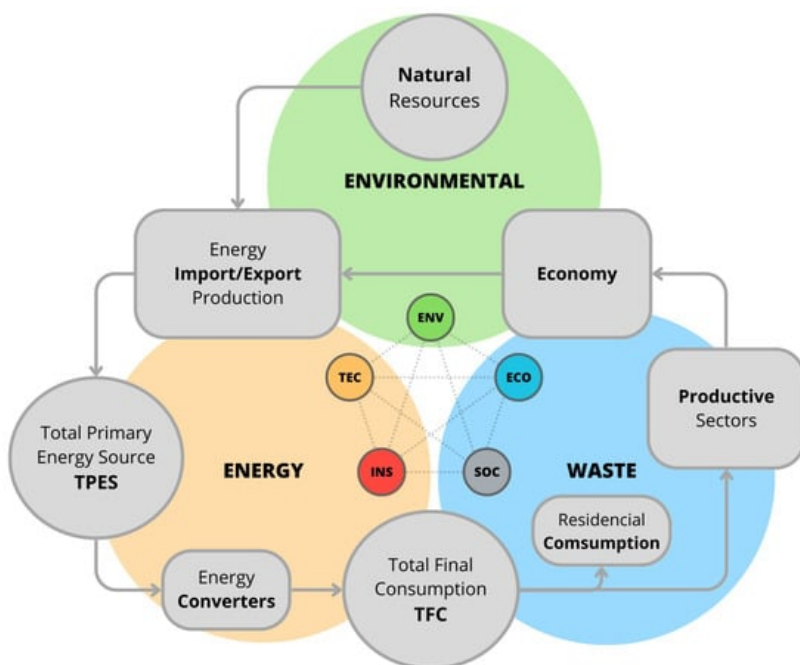 Natural
Resources
ENVIRONMENTAL
Energy
Import/Export
Production
Economy
ENV
TEC
ECO
INS
SOC
Productive
Sectors
Total Primary
Energy Source
TPES
ENERGY
WASTE
Residencial
Comsumption
Energy
Converters
Total Final
Consumption
TFC